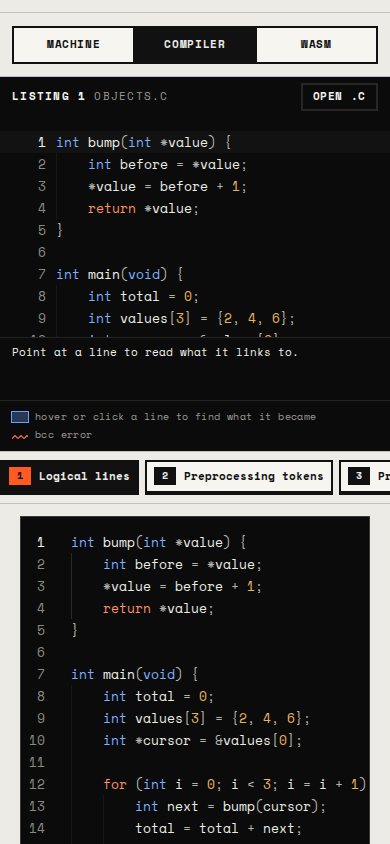 MACHINE COMPILER WASM
LISTING 1 OBJECTS.C OPEN .C
1 int bump(int *value) {
2 int before = *value;
3 *value = before + 1;
4 return *value;
5 }
6
7 int main(void) {
8 int total = 0;
9 int values[3] = {2, 4, 6};
Point at a line to read what it links to.
hover or click a line to find what it became
bcc error
1 Logical lines 2 Preprocessing tokens 3
1 int bump(int *value) {
2 int before = *value;
3 *value = before + 1;
4 return *value;
5 }
6
7 int main(void) {
8 int total = 0;
9 int values[3] = {2, 4, 6};
10 int *cursor = &values[0];
11
12 for (int i = 0; i < 3; i = i + 1)
13 int next = bump(cursor);
14 total = total + next;